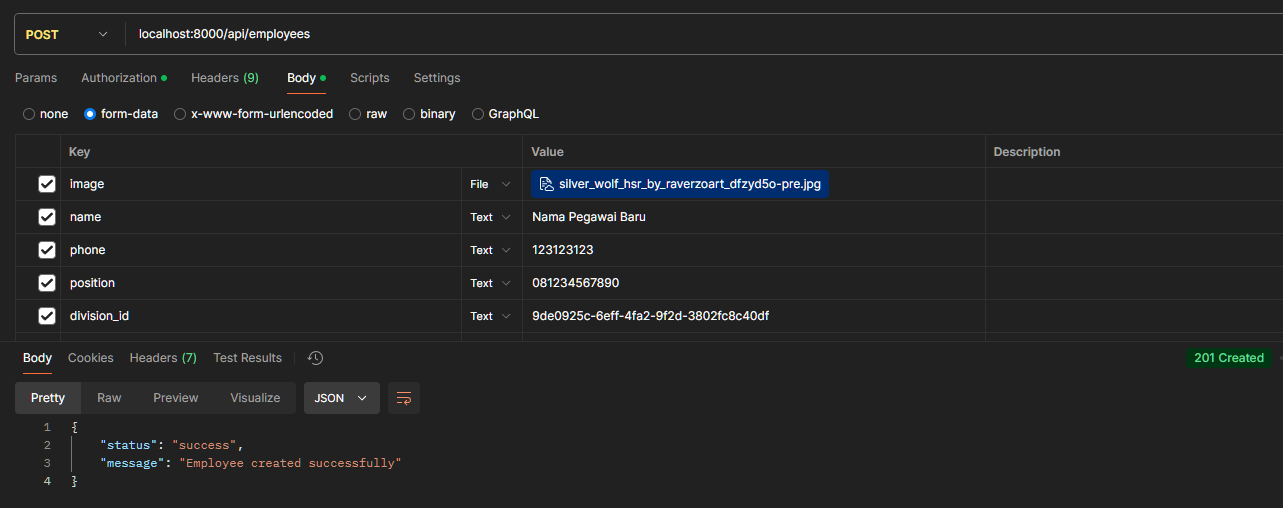 POST localhost:8000/api/employees
Params Authorization Headers (9) Body Scripts Settings
none form-data x-www-form-urlencoded raw binary GraphQL
Key Value Description
image File silver_wolf_hsr_by_raverzoart_dfzyd5o-pre.jpg
name Text Nama Pegawai Baru
phone Text 123123123
position Text 081234567890
division_id Text 9de0925c-6eff-4fa2-9f2d-3802fc8c40df
Body Cookies Headers (7) Test Results 201 Created
Pretty Raw Preview Visualize JSON
1 {
2 "status": "success",
3 "message": "Employee created successfully"
4 }